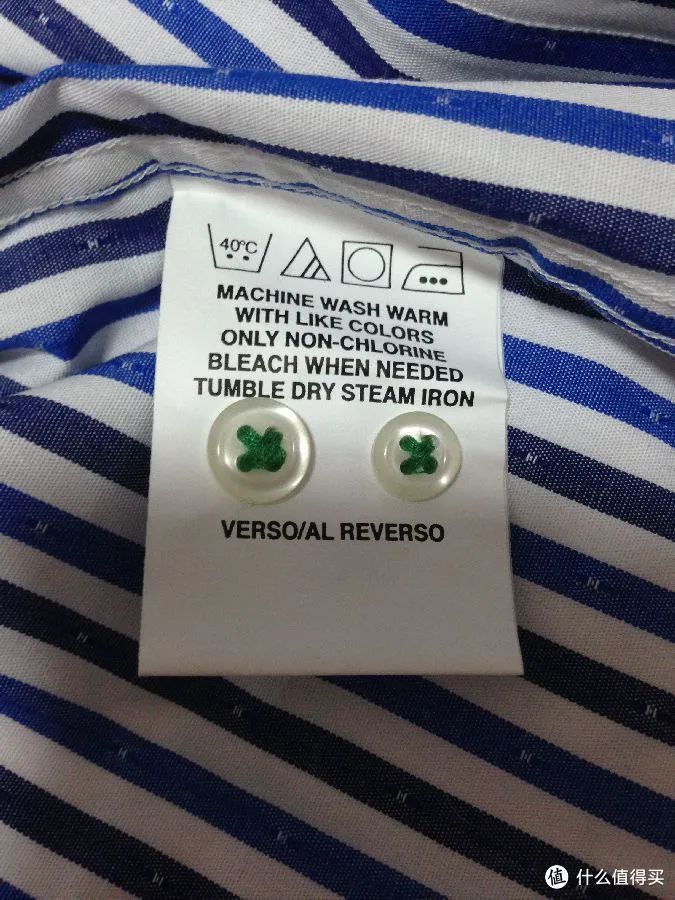 40°C
MACHINE WASH WARM
WITH LIKE COLORS
ONLY NON-CHLORINE
BLEACH WHEN NEEDED
TUMBLE DRY STEAM IRON
VERSO/AL REVERSO
值 什么值得买